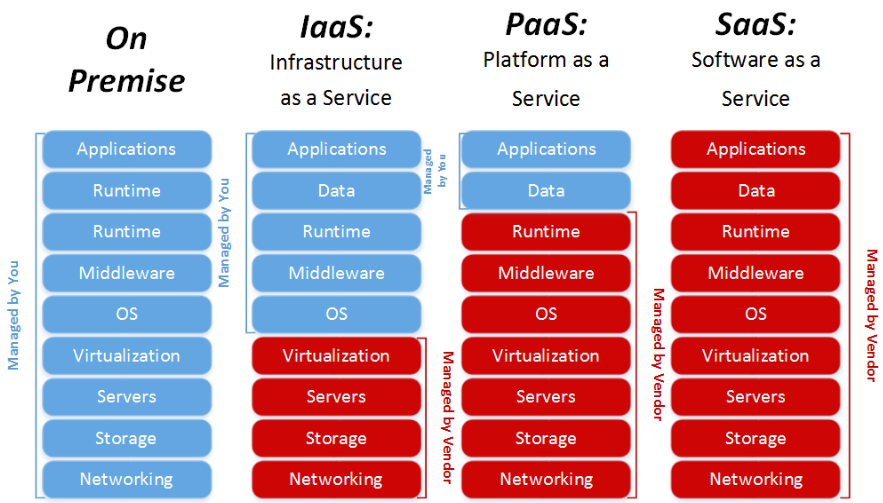 On
Premise
Managed by You
Applications
Runtime
Runtime
Middleware
OS
Virtualization
Servers
Storage
Networking
IaaS:
Infrastructure
as a Service
Managed by You
Applications
Data
Runtime
Middleware
OS
Virtualization
Servers
Storage
Networking
Managed by Vendor
PaaS:
Platform as a
Service
Managed
by You
Applications
Data
Runtime
Middleware
OS
Virtualization
Servers
Storage
Networking
Managed by Vendor
SaaS:
Software as a
Service
Applications
Data
Runtime
Middleware
OS
Virtualization
Servers
Storage
Networking
Managed by Vendor